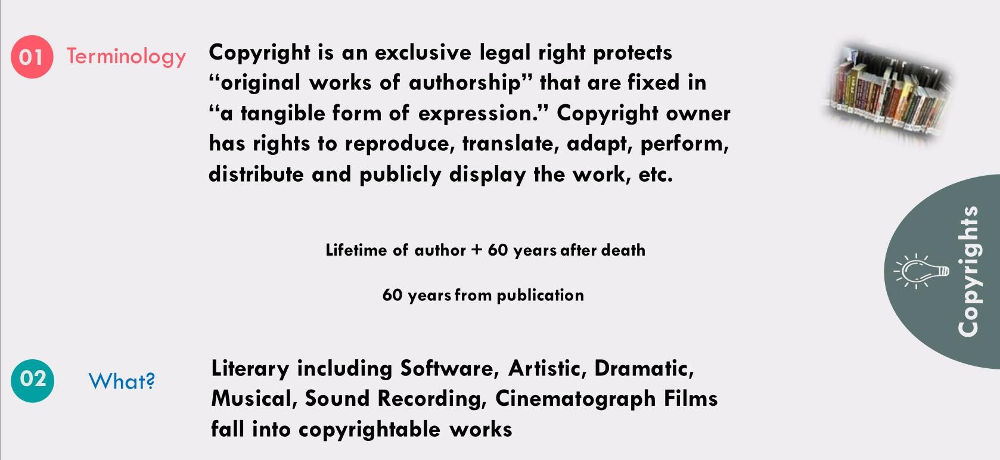 01
Terminology
Copyright is an exclusive legal right protects
“original works of authorship” that are fixed in
“a tangible form of expression.” Copyright owner
has rights to reproduce, translate, adapt, perform,
distribute and publicly display the work, etc.
Lifetime of author + 60 years after death
60 years from publication
Copyrights
02
What?
Literary including Software, Artistic, Dramatic,
Musical, Sound Recording, Cinematograph Films
fall into copyrightable works